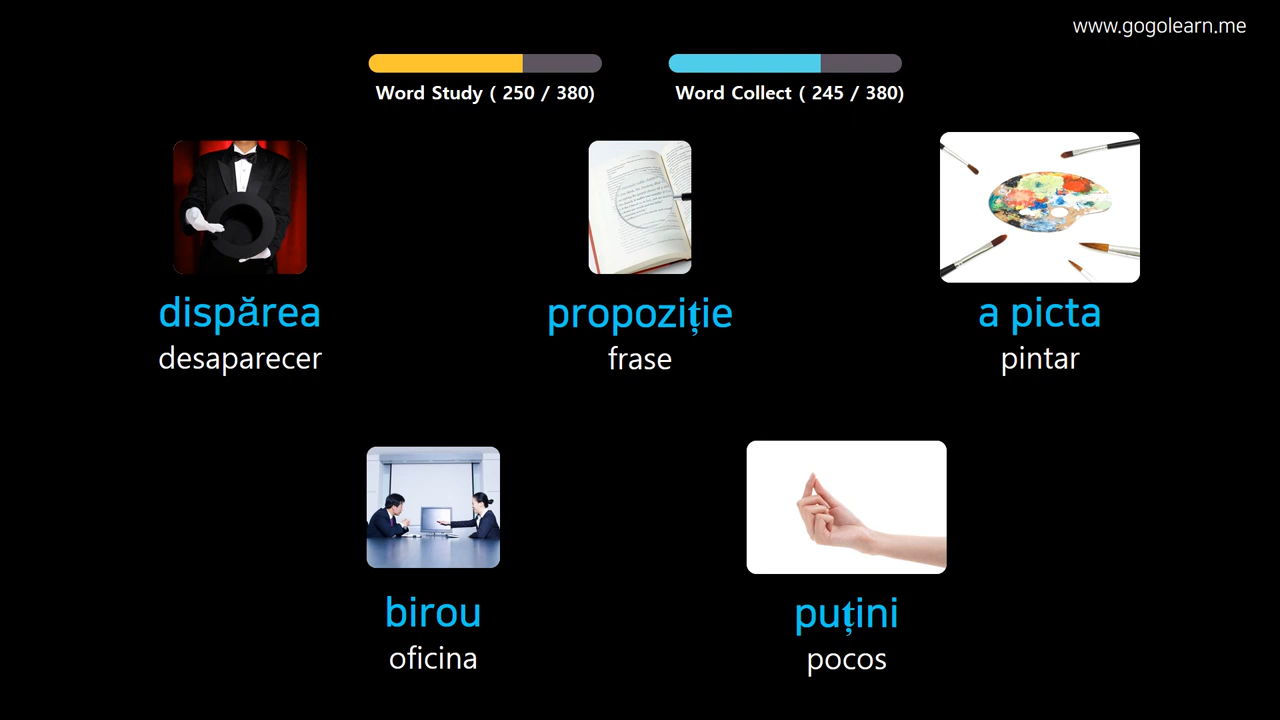 www.gogolearn.me
Word Study ( 250 / 380)
Word Collect ( 245 / 380)
dispărea
desaparecer
propoziție
frase
a picta
pintar
birou
oficina
puțini
pocos